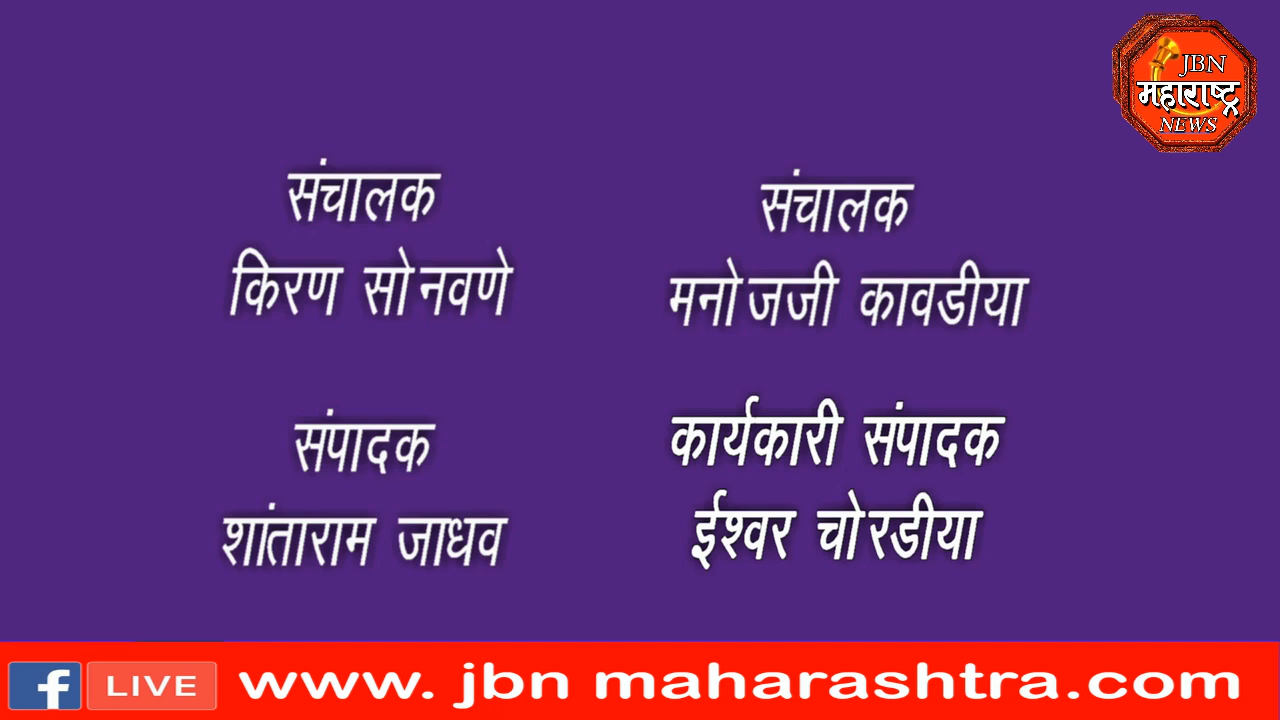 JBN
महाराष्ट्र
NEWS
संचालक
किरण सोनवणे
संचालक
मनोजजी कावडीया
संपादक
शांताराम जाधव
कार्यकारी संपादक
ईश्वर चोरडीया
f LIVE www. jbn maharashtra.com